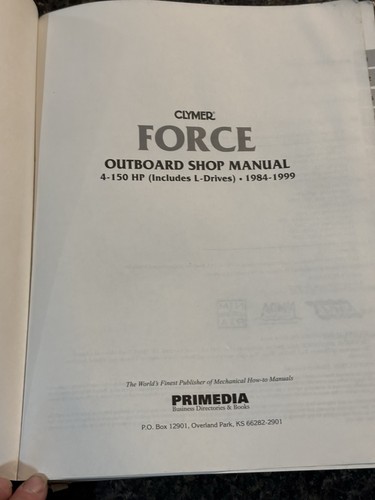 CLYMER®
FORCE
OUTBOARD SHOP MANUAL
4-150 HP (Includes L-Drives) • 1984-1999
The World's Finest Publisher of Mechanical How-to Manuals
PRIMEDIA
Business Directories & Books
P.O. Box 12901, Overland Park, KS 66282-2901